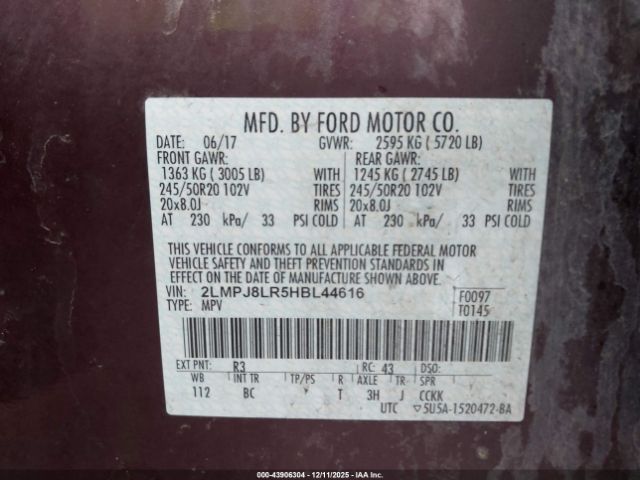 MFD. BY FORD MOTOR CO.
DATE: 06/17 GVWR: 2595 KG ( 5720 LB)
FRONT GAWR: REAR GAWR:
1363 KG ( 3005 LB) WITH 1245 KG ( 2745 LB) WITH
245/50R20 102V TIRES 245/50R20 102V TIRES
20x8.0J RIMS 20x8.0J RIMS
AT 230 kPa/ 33 PSI COLD AT 230 kPa/ 33 PSI COLD
THIS VEHICLE CONFORMS TO ALL APPLICABLE FEDERAL MOTOR
VEHICLE SAFETY AND THEFT PREVENTION STANDARDS IN
EFFECT ON THE DATE OF MANUFACTURE SHOWN ABOVE.
VIN: 2LMPJ8LR5HBL44616 F0097
TYPE: MPV T0145
EXT PNT: R3 RC: 43 DSO:
WB INT TR TP/PS R AXLE TR SPR
112 BC T 3H J CCKK
UTC ▽5U5A-1520472-BA
000-43906304 - 12/11/2025 - IAA, Inc.